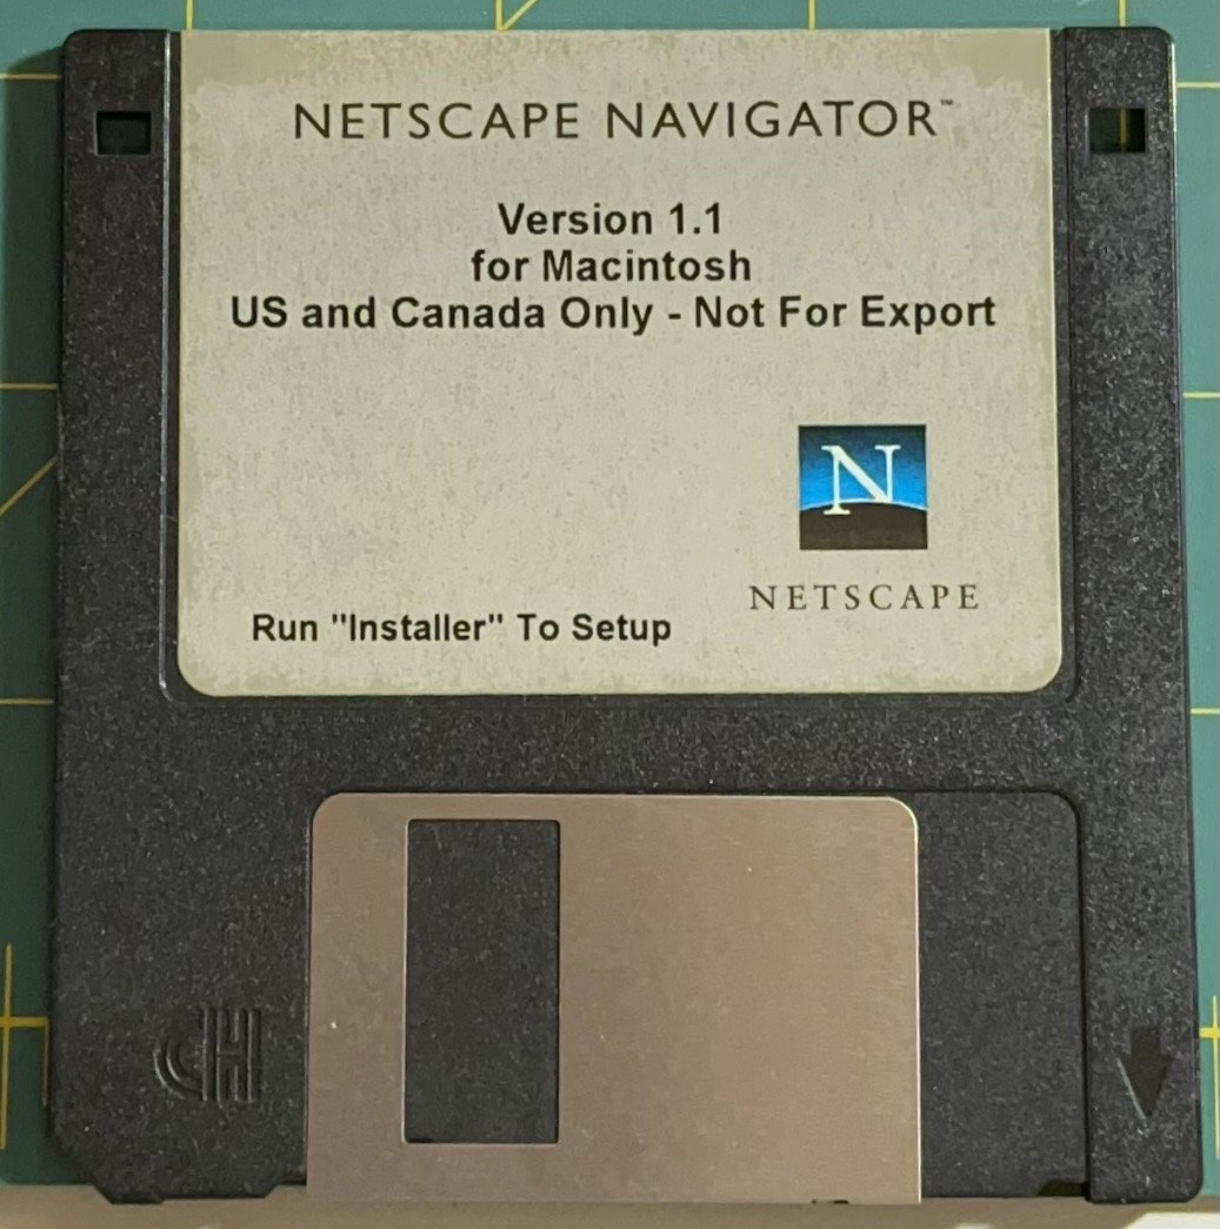 NETSCAPE NAVIGATOR™
Version 1.1
for Macintosh
US and Canada Only - Not For Export
N
NETSCAPE
Run "Installer" To Setup